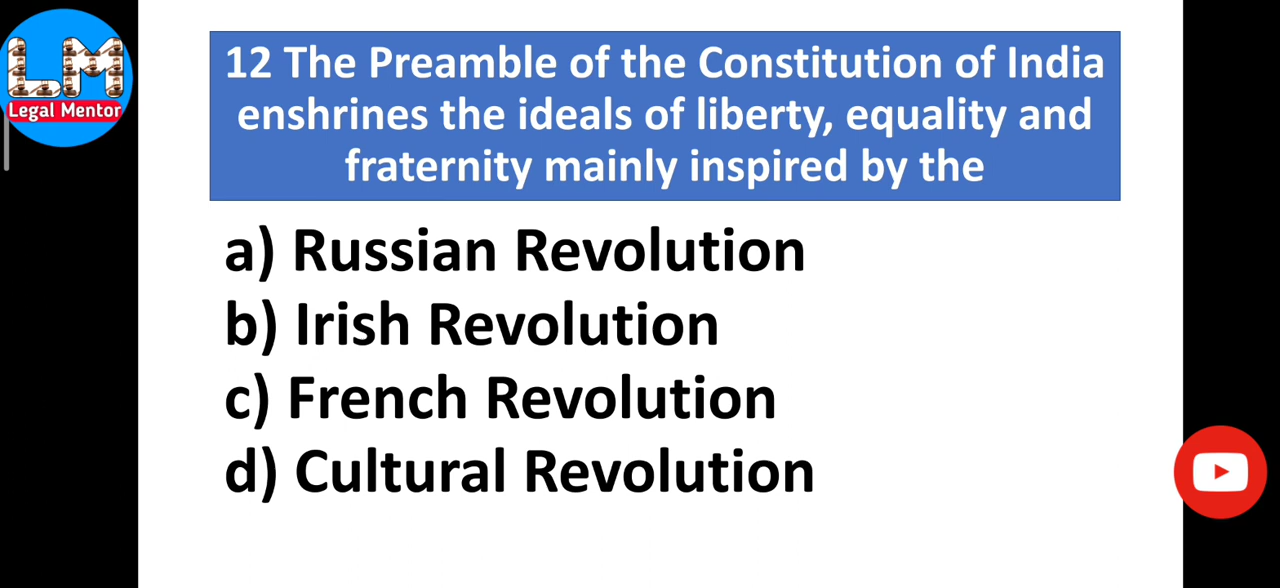 LM
Legal Mentor
12 The Preamble of the Constitution of India
enshrines the ideals of liberty, equality and
fraternity mainly inspired by the
a) Russian Revolution
b) Irish Revolution
c) French Revolution
d) Cultural Revolution